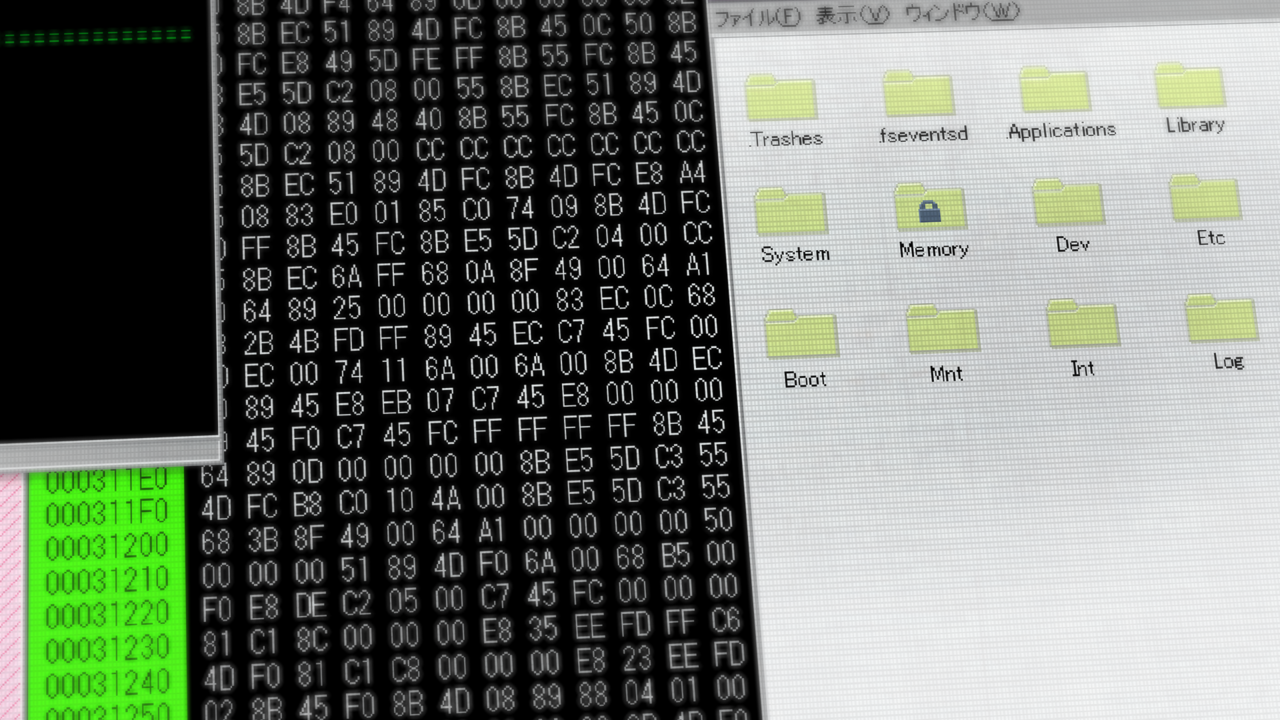 8B 4D F4 64 89 0D
8B EC 51 89 4D FC 8B 45 0C 50 8B
FC E8 49 5D FE FF 8B 55 FC 8B 45
E5 5D C2 08 00 55 8B EC 51 89 4D
4D 08 89 48 40 8B 55 FC 8B 45 0C
5D C2 08 00 CC CC CC CC CC CC CC
8B EC 51 89 4D FC 8B 4D FC E8 A4
08 83 E0 01 85 C0 74 09 8B 4D FC
FF 8B 45 FC 8B E5 5D C2 04 00 CC
8B EC 6A FF 68 0A 8F 49 00 64 A1
64 89 25 00 00 00 00 83 EC 0C 68
2B 4B FD FF 89 45 EC C7 45 FC 00
EC 00 74 11 6A 00 6A 00 8B 4D EC
89 45 E8 EB 07 C7 45 E8 00 00 00
45 F0 C7 45 FC FF FF FF FF 8B 45
64 89 0D 00 00 00 00 8B E5 5D C3 55
000311E0 4D FC B8 C0 10 4A 00 8B E5 5D C3 55
000311F0 68 3B 8F 49 00 64 A1 00 00 00 00 50
00031200 00 00 00 51 89 4D F0 6A 00 68 B5 00
00031210 F0 E8 DE C2 05 00 C7 45 FC 00 00 00
00031220 81 C1 8C 00 00 00 E8 35 EE FD FF C6
00031230 4D F0 81 C1 C8 00 00 00 E8 23 EE FD
00031240 02 8B 45 F0 8B 4D 08 89 88 04 01 00
00031250
ファイル(F) 表示(V) ウィンドウ(W)
.Trashes .fseventsd Applications Library
System Memory Dev Etc
Boot Mnt Int Log